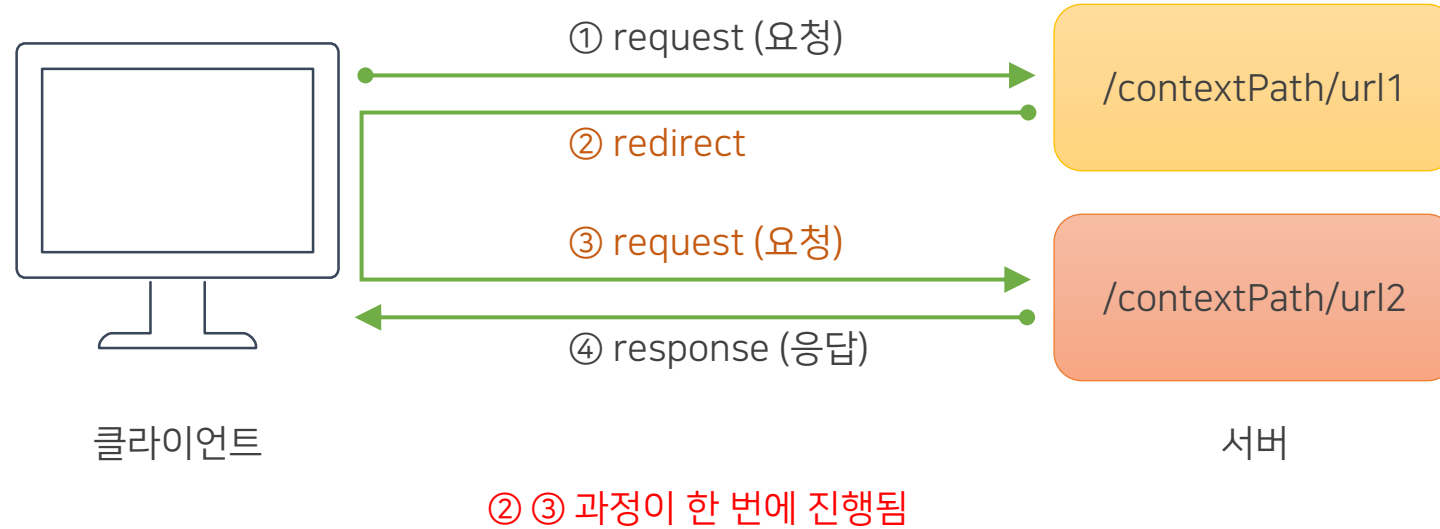 ① request (요청)
/contextPath/url1
② redirect
③ request (요청)
/contextPath/url2
④ response (응답)
클라이언트
서버
② ③ 과정이 한 번에 진행됨